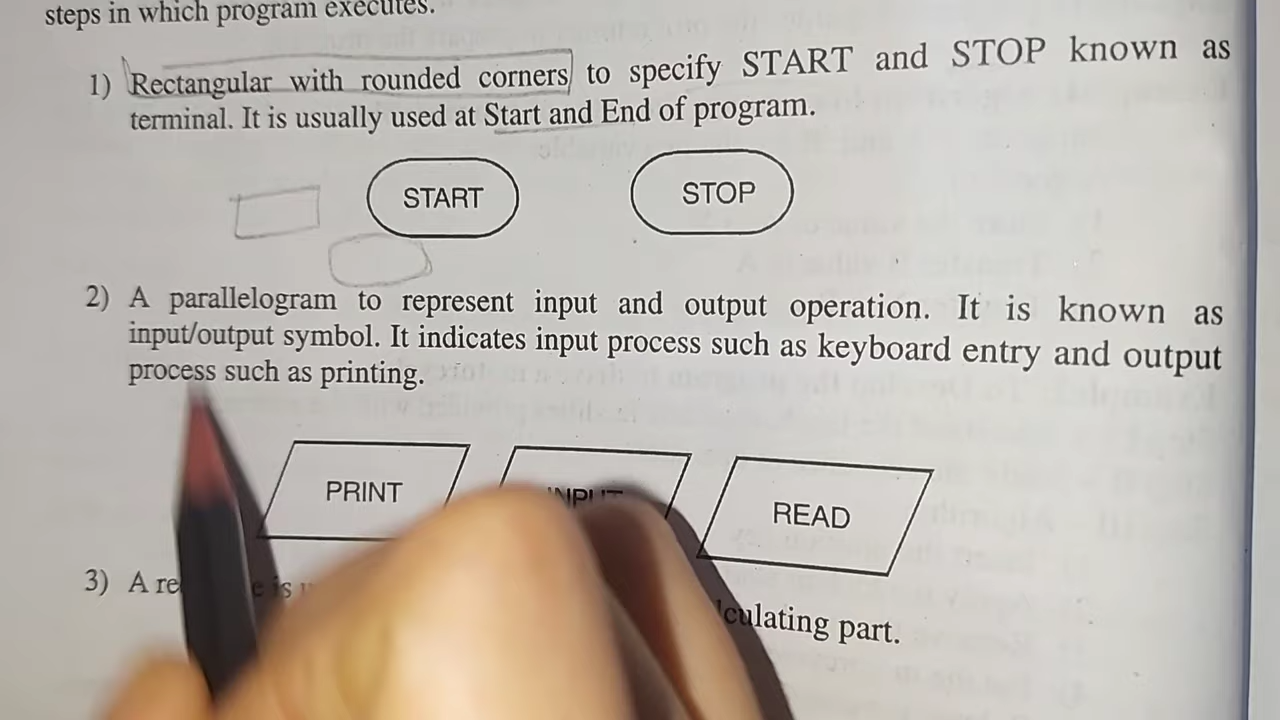 steps in which program executes.
1) Rectangular with rounded corners to specify START and STOP known as
terminal. It is usually used at Start and End of program.
START STOP
2) A parallelogram to represent input and output operation. It is known as
input/output symbol. It indicates input process such as keyboard entry and output
process such as printing.
PRINT INPUT READ
3) A is part.